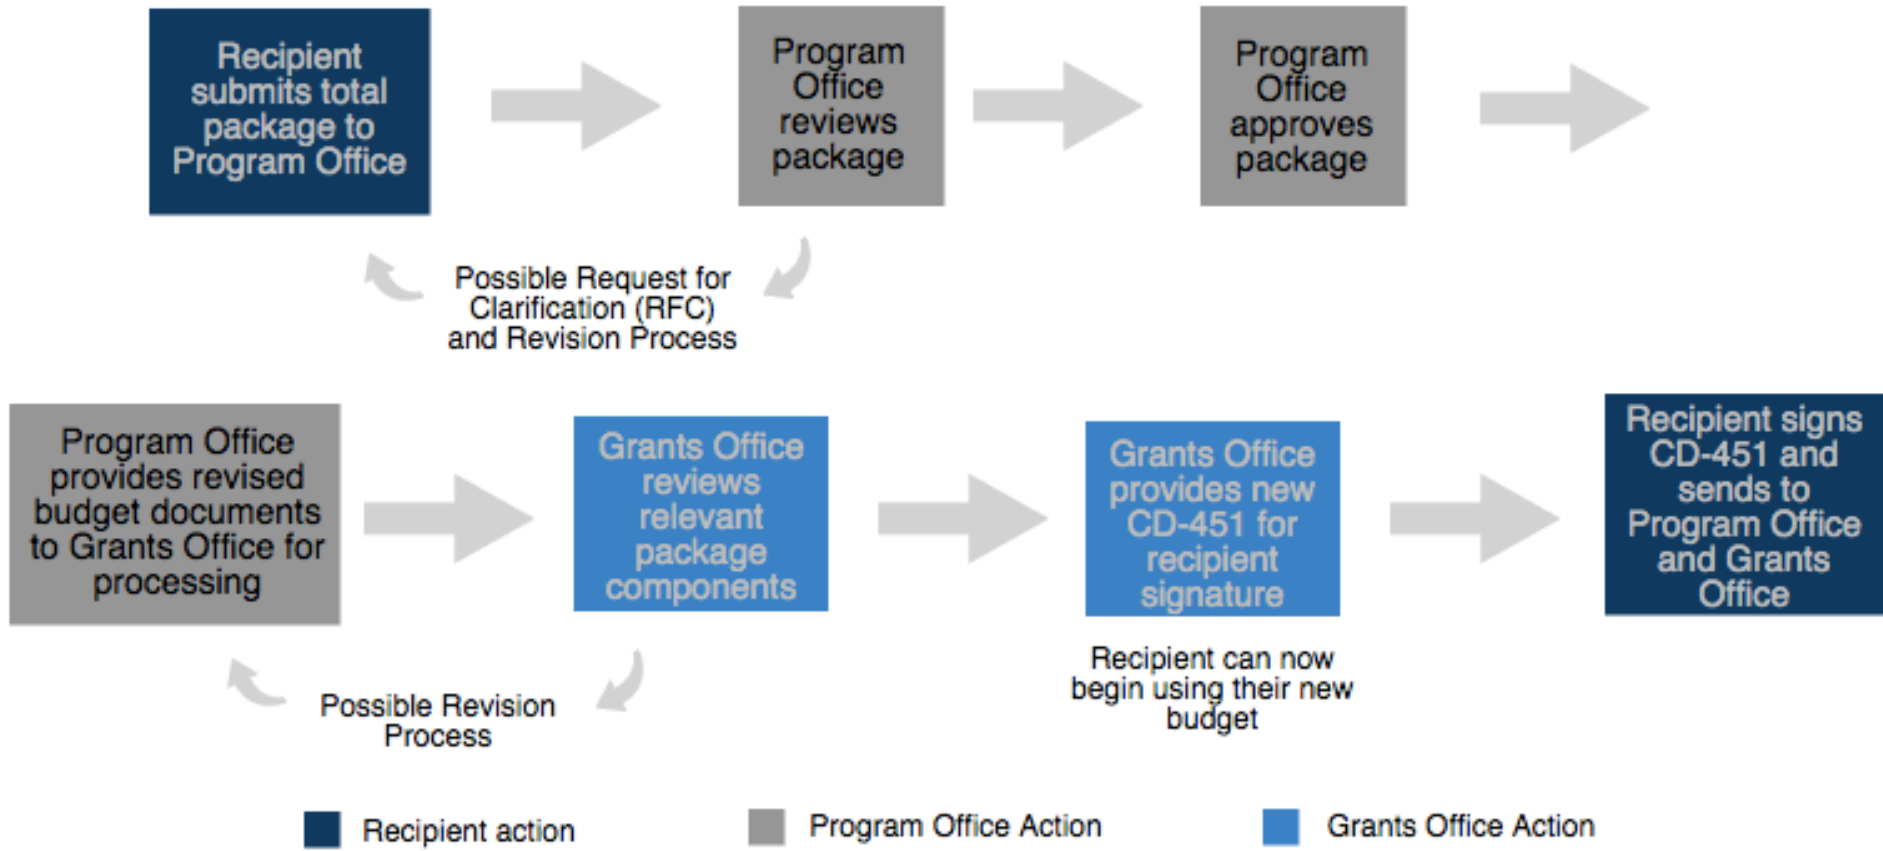 Recipient
submits total
package to
Program Office
Program
Office
reviews
package
Program
Office
approves
package
Possible Request for
Clarification (RFC)
and Revision Process
Program Office
provides revised
budget documents
to Grants Office for
processing
Grants Office
reviews
relevant
package
components
Grants Office
provides new
CD-451 for
recipient
signature
Recipient signs
CD-451 and
sends to
Program Office
and Grants
Office
Possible Revision
Process
Recipient can now
begin using their new
budget
Recipient action
Program Office Action
Grants Office Action